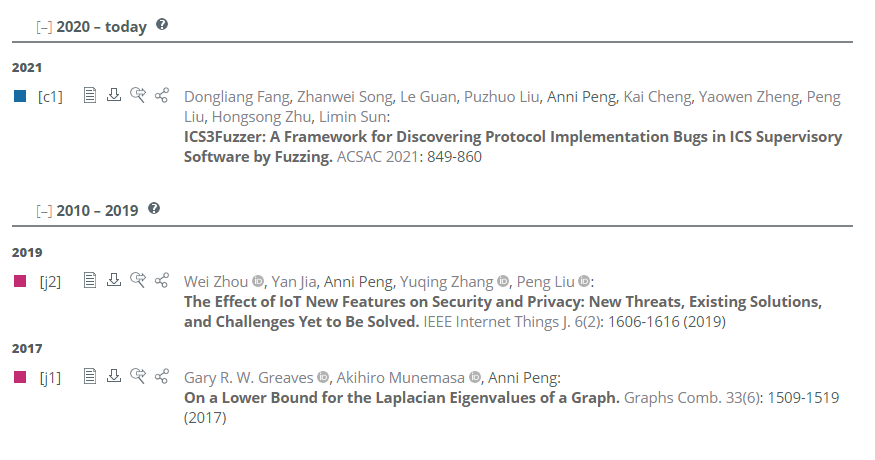 [–] 2020 – today ?
2021
[c1] Dongliang Fang, Zhanwei Song, Le Guan, Puzhuo Liu, Anni Peng, Kai Cheng, Yaowen Zheng, Peng
Liu, Hongsong Zhu, Limin Sun:
ICS3Fuzzer: A Framework for Discovering Protocol Implementation Bugs in ICS Supervisory
Software by Fuzzing. ACSAC 2021: 849-860
[–] 2010 – 2019 ?
2019
[j2] Wei Zhou iD, Yan Jia, Anni Peng, Yuqing Zhang iD, Peng Liu iD:
The Effect of IoT New Features on Security and Privacy: New Threats, Existing Solutions,
and Challenges Yet to Be Solved. IEEE Internet Things J. 6(2): 1606-1616 (2019)
2017
[j1] Gary R. W. Greaves iD, Akihiro Munemasa iD, Anni Peng:
On a Lower Bound for the Laplacian Eigenvalues of a Graph. Graphs Comb. 33(6): 1509-1519
(2017)